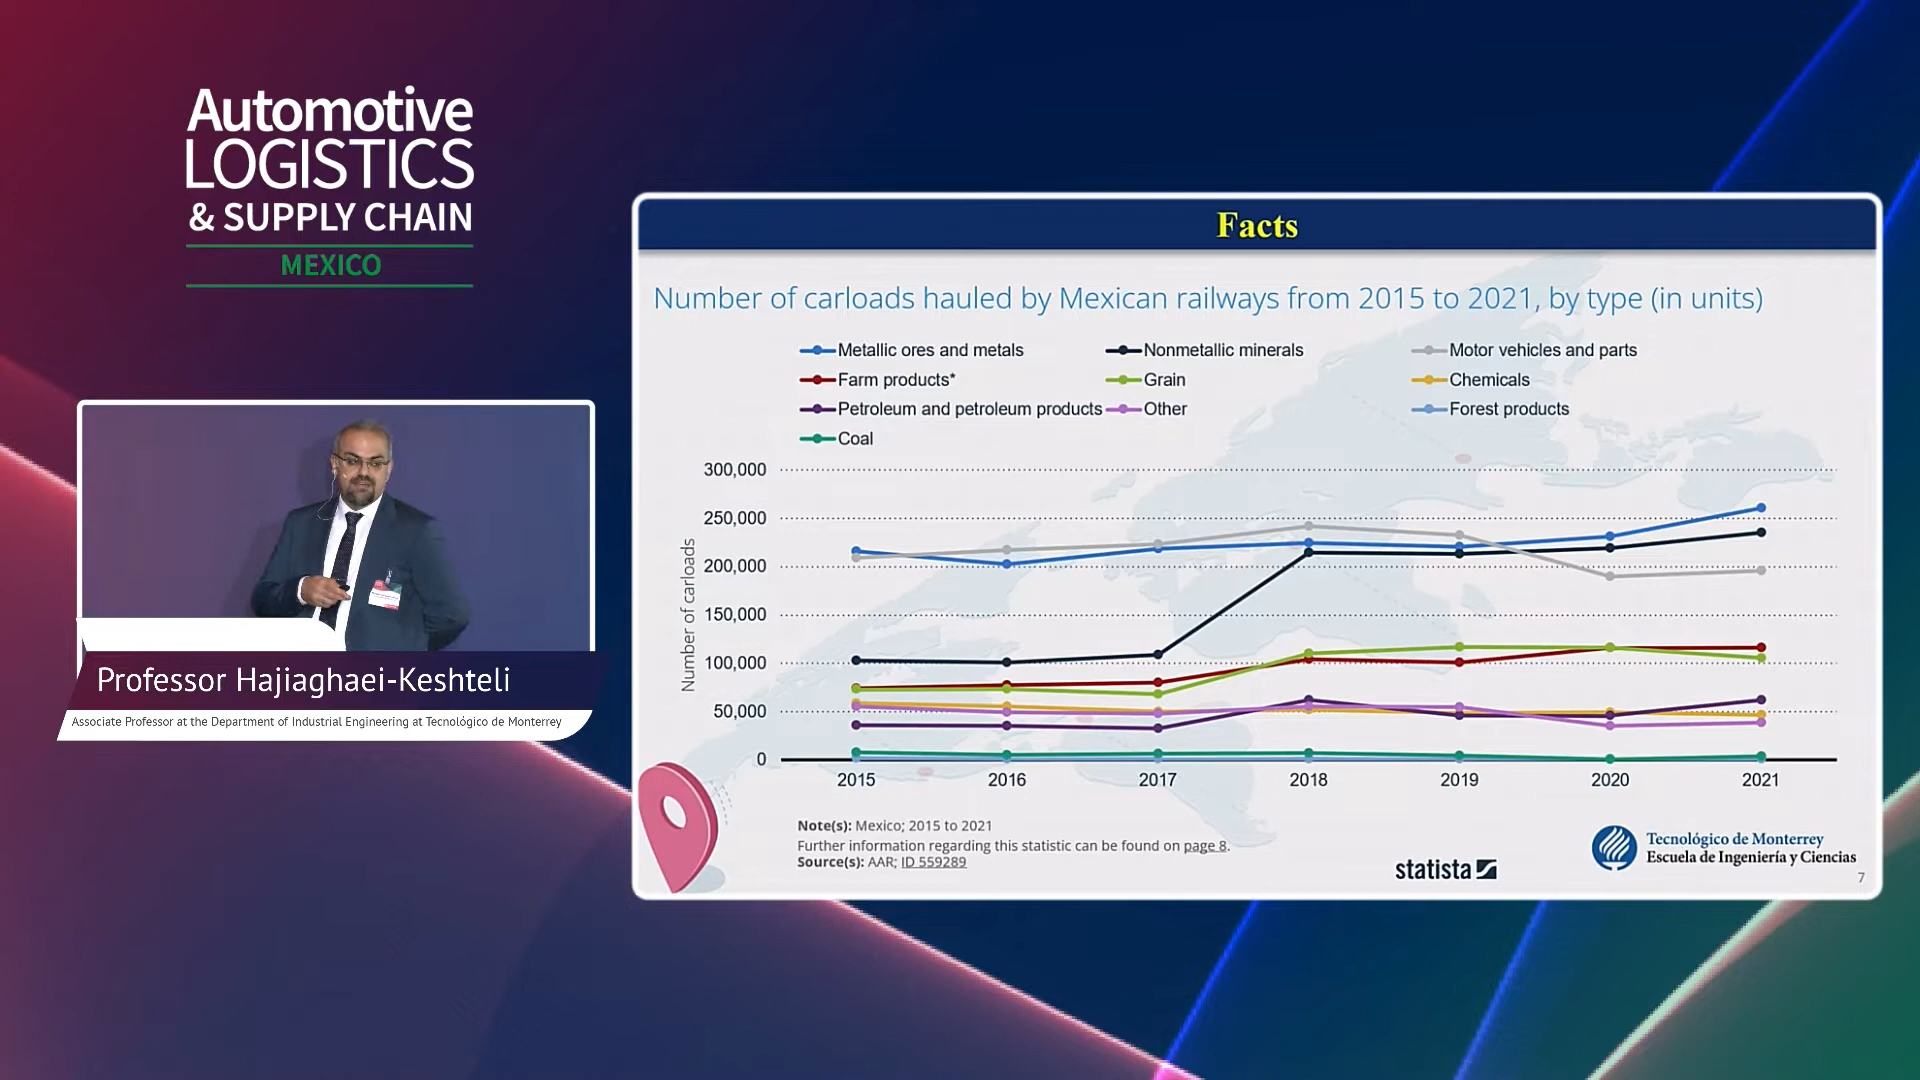 Automotive
LOGISTICS
& SUPPLY CHAIN
MEXICO
Professor Hajiaghaei-Keshteli
Associate Professor at the Department of Industrial Engineering at Tecnológico de Monterrey
Facts
Number of carloads hauled by Mexican railways from 2015 to 2021, by type (in units)
Metallic ores and metals Nonmetallic minerals Motor vehicles and parts
Farm products* Grain Chemicals
Petroleum and petroleum products Other Forest products
Coal
Number of carloads
300,000
250,000
200,000
150,000
100,000
50,000
0
2015 2016 2017 2018 2019 2020 2021
Note(s): Mexico; 2015 to 2021
Further information regarding this statistic can be found on page 8.
Source(s): AAR; ID 559289
statista
Tecnológico de Monterrey
Escuela de Ingeniería y Ciencias
7